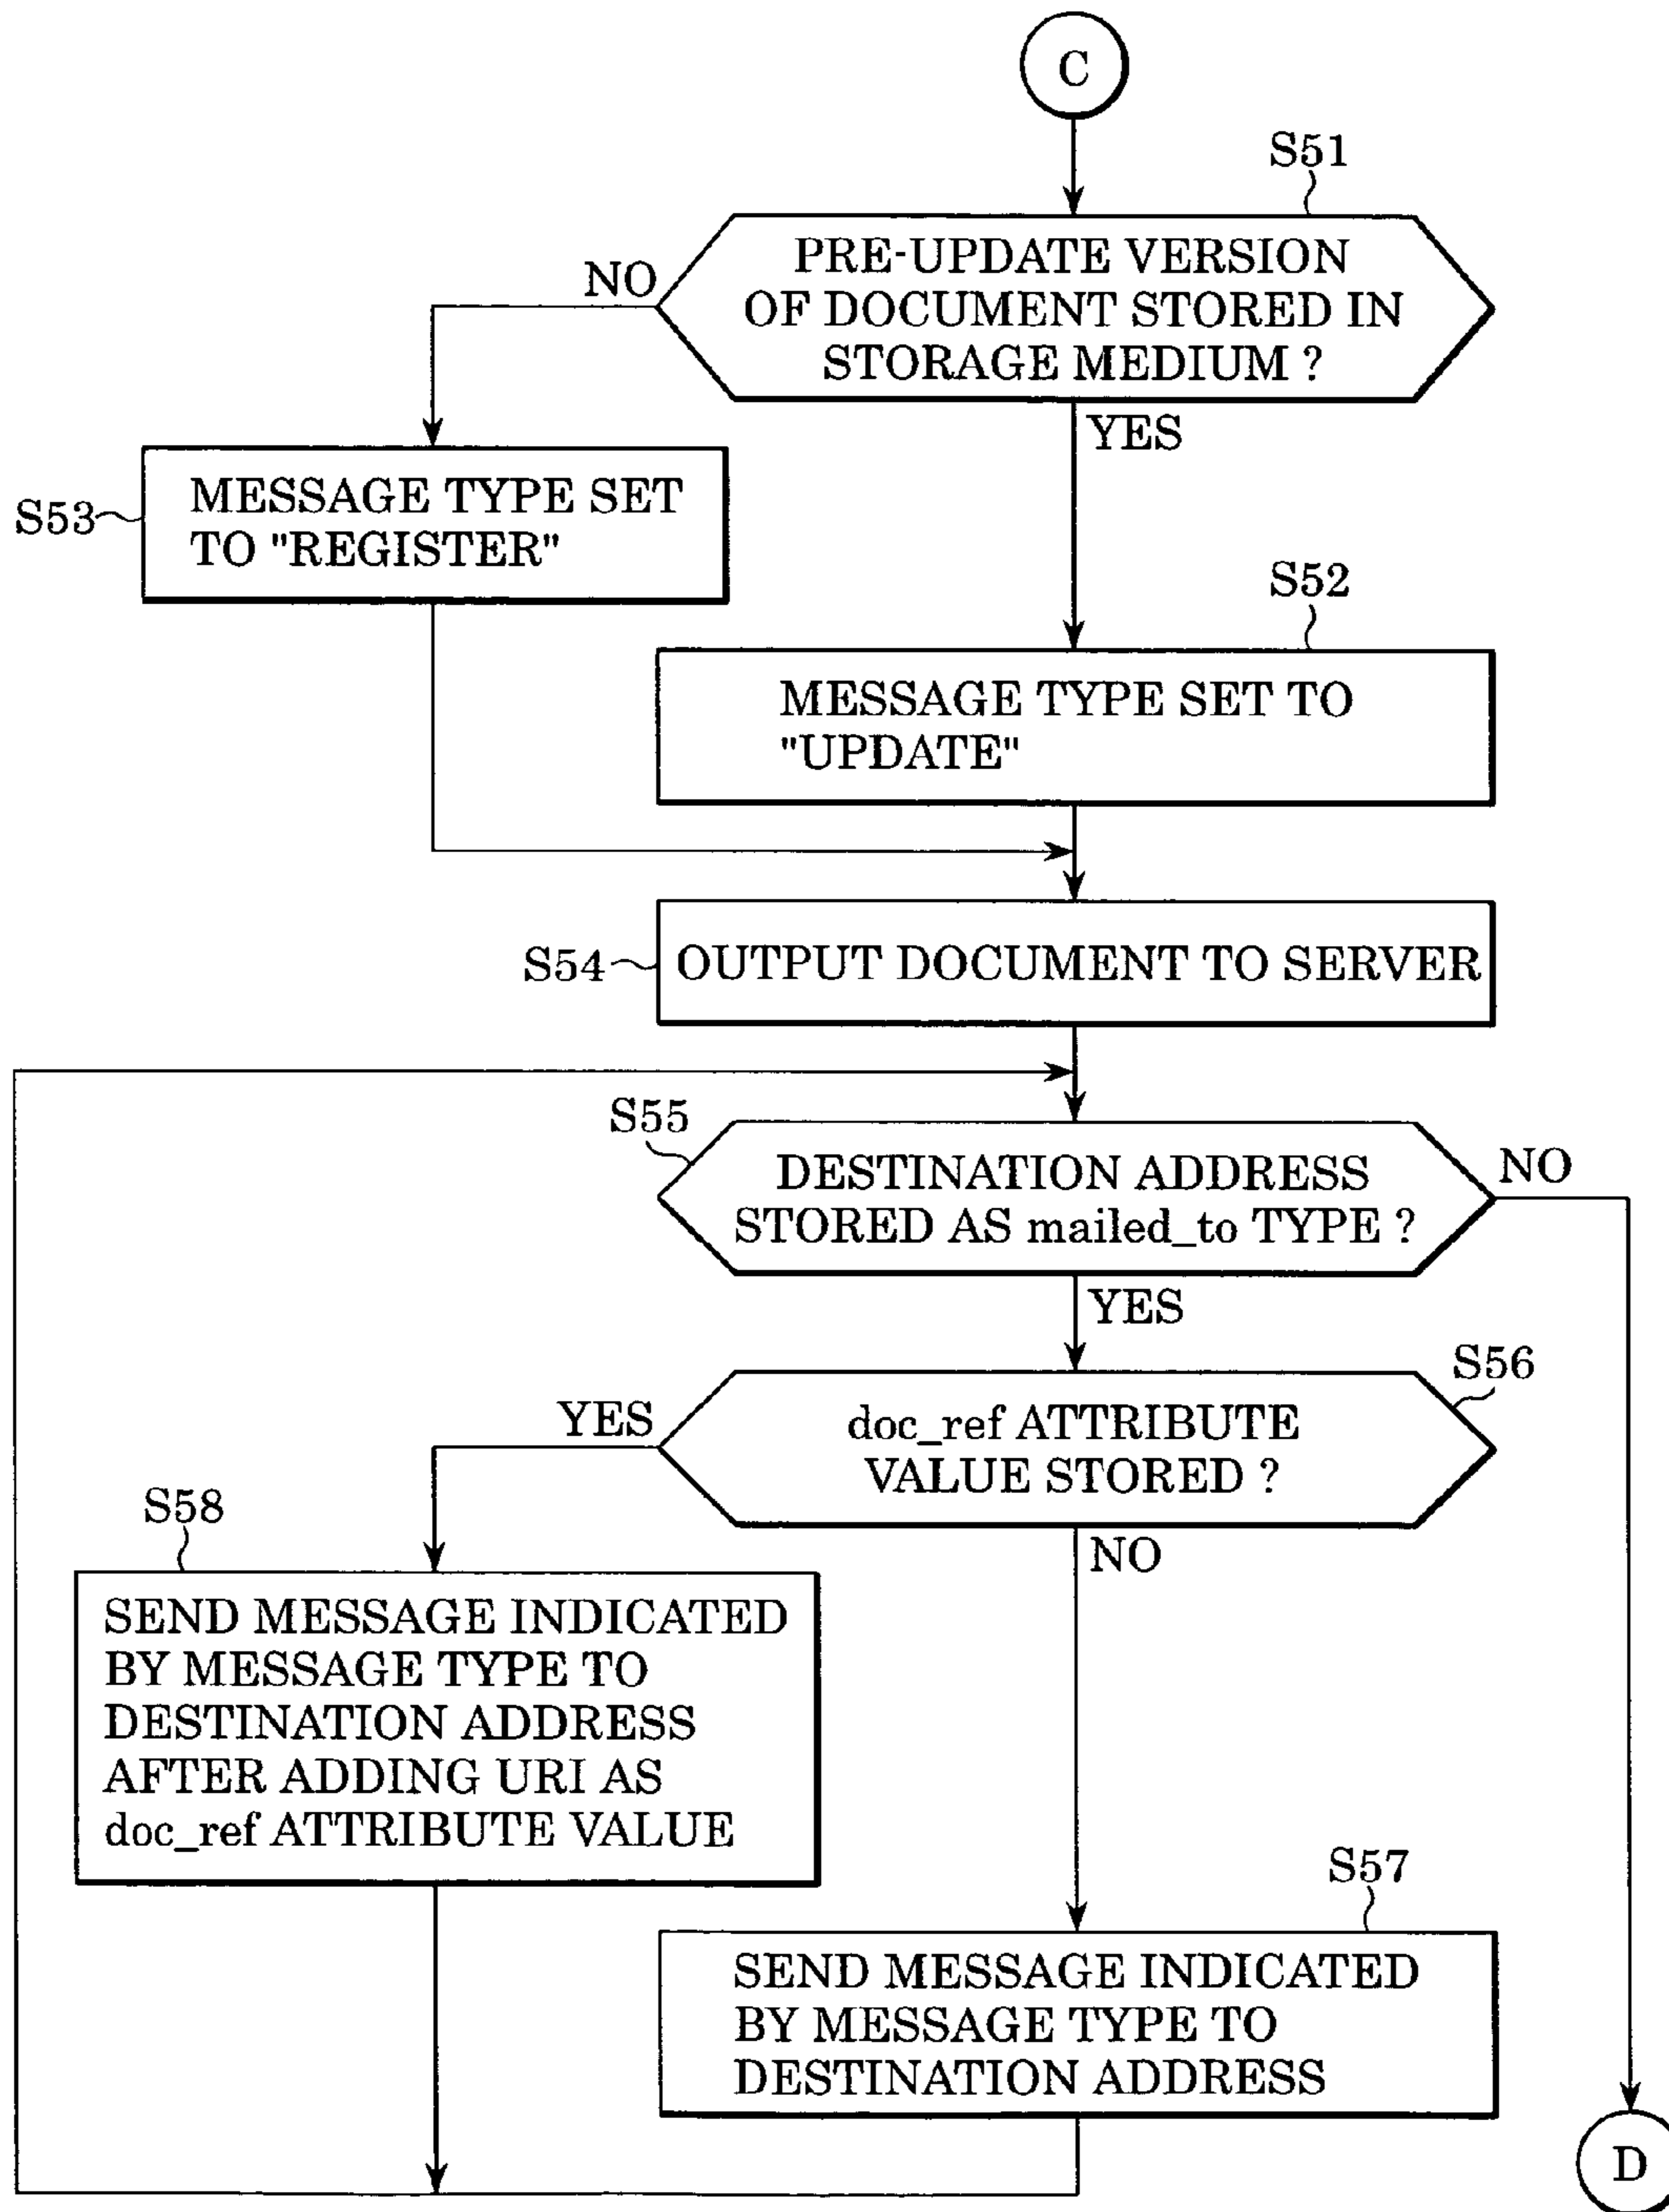 C
S51
PRE-UPDATE VERSION
OF DOCUMENT STORED IN
STORAGE MEDIUM ?
NO
YES
S53
MESSAGE TYPE SET
TO "REGISTER"
S52
MESSAGE TYPE SET TO
"UPDATE"
S54
OUTPUT DOCUMENT TO SERVER
S55
DESTINATION ADDRESS
STORED AS mailed_to TYPE ?
NO
YES
S56
doc_ref ATTRIBUTE
VALUE STORED ?
YES
NO
S58
SEND MESSAGE INDICATED
BY MESSAGE TYPE TO
DESTINATION ADDRESS
AFTER ADDING URI AS
doc_ref ATTRIBUTE VALUE
S57
SEND MESSAGE INDICATED
BY MESSAGE TYPE TO
DESTINATION ADDRESS
D